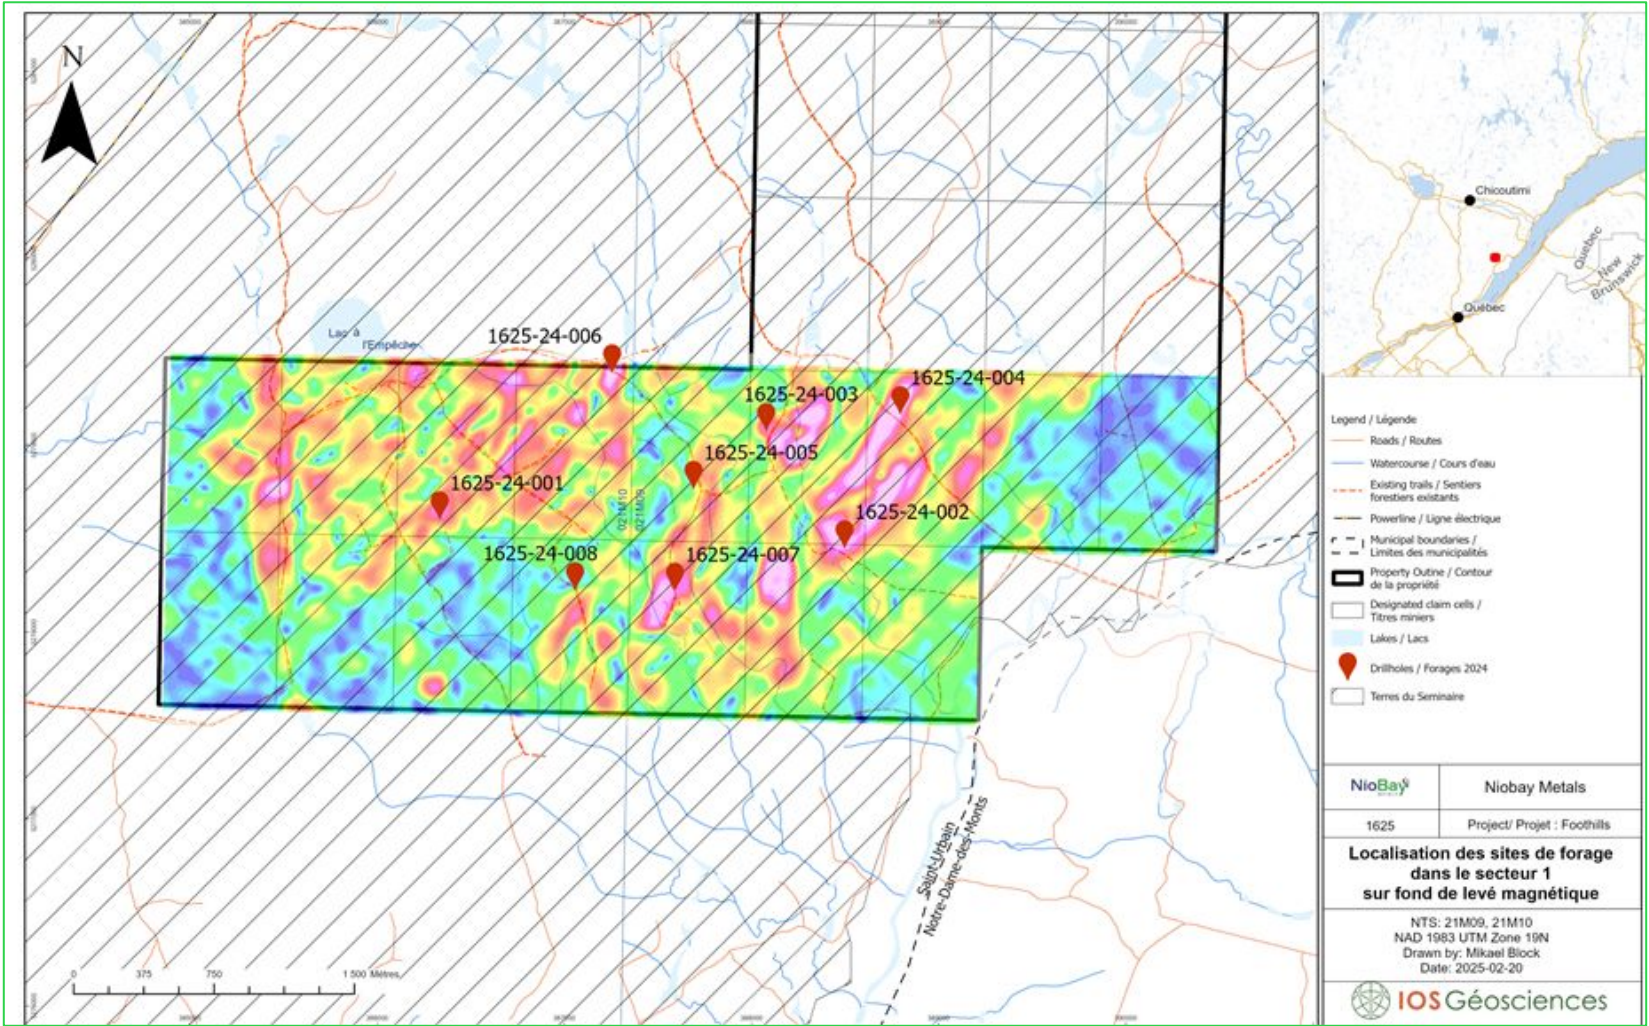 N
Lac à
l'Empêche
1625-24-006
1625-24-004
1625-24-003
1625-24-005
1625-24-001
021M10
021M09
1625-24-002
1625-24-008
1625-24-007
Saint-Urbain
Notre-Dame-des-Monts
0 375 750 1 500 Mètres
Chicoutimi
Québec
Quebec
New
Brunswick
Legend / Légende
Roads / Routes
Watercourse / Cours d'eau
Existing trails / Sentiers
forestiers existants
Powerline / Ligne électrique
Municipal boundaries /
Limites des municipalités
Property Outine / Contour
de la propriété
Designated claim cells /
Titres miniers
Lakes / Lacs
Drillholes / Forages 2024
Terres du Seminaire
NioBay
Niobay Metals
1625
Project/ Projet : Foothills
Localisation des sites de forage
dans le secteur 1
sur fond de levé magnétique
NTS: 21M09, 21M10
NAD 1983 UTM Zone 19N
Drawn by: Mikael Block
Date: 2025-02-20
IOS Géosciences